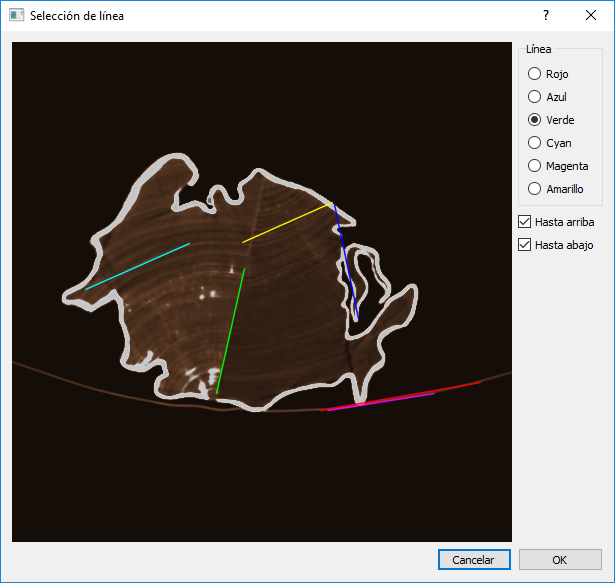 Selección de línea
Línea
Rojo
Azul
Verde
Cyan
Magenta
Amarillo
Hasta arriba
Hasta abajo
Cancelar
OK